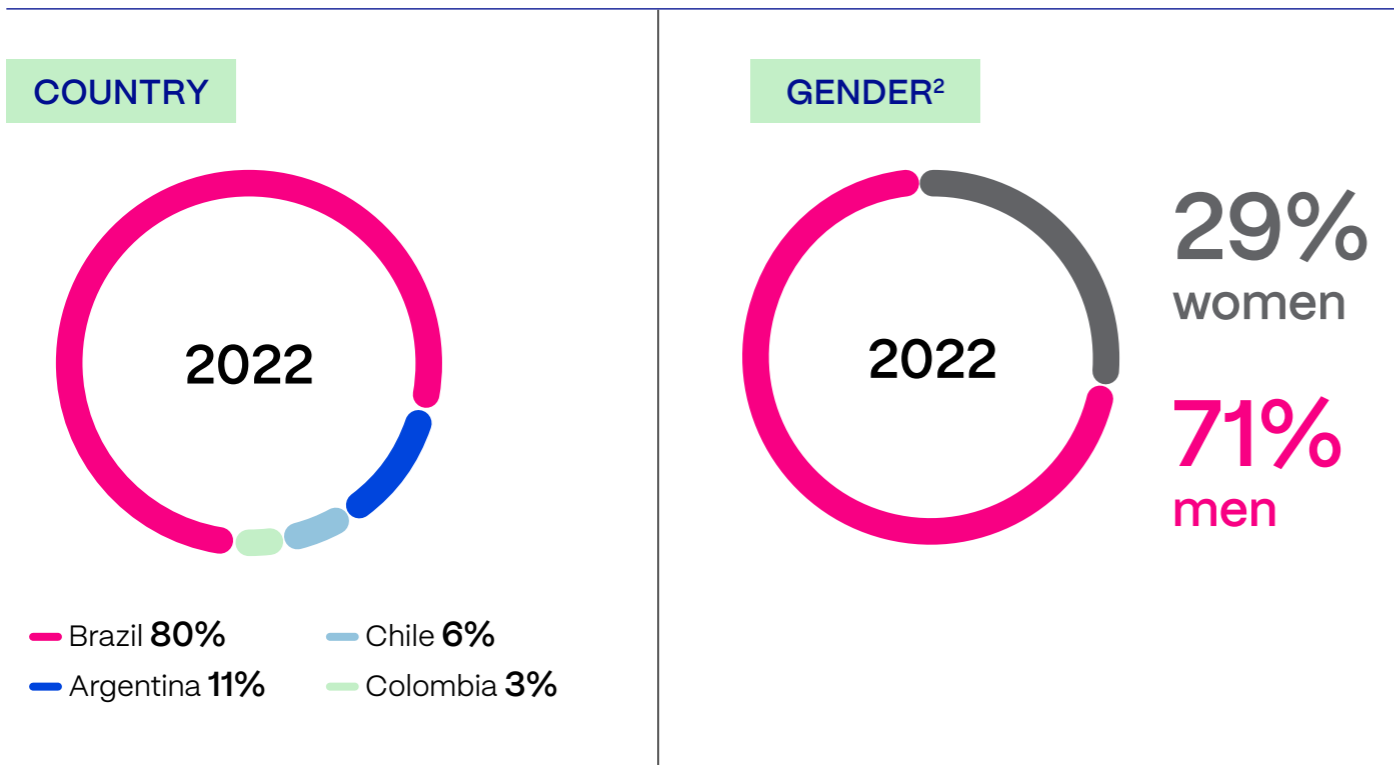 COUNTRY
2022
Brazil 80%
Chile 6%
Argentina 11%
Colombia 3%
GENDER²
2022
29%
women
71%
men